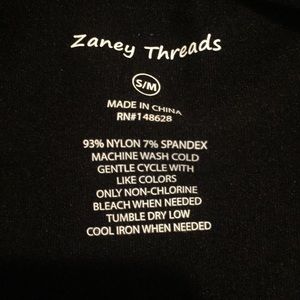 Zaney Threads
S/M
MADE IN CHINA
RN#148628
93% NYLON 7% SPANDEX
MACHINE WASH COLD
GENTLE CYCLE WITH
LIKE COLORS
ONLY NON-CHLORINE
BLEACH WHEN NEEDED
TUMBLE DRY LOW
COOL IRON WHEN NEEDED